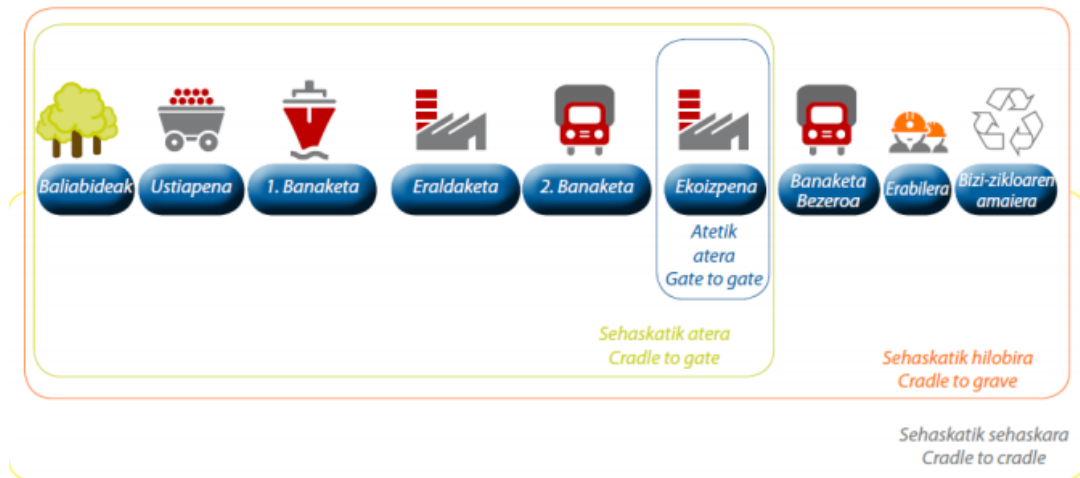 Baliabideak
Ustiapena
1. Banaketa
Eraldaketa
2. Banaketa
Ekoizpena
Banaketa
Bezeroa
Erabilera
Bizi-zikloaren
amaiera
Atetik
atera
Gate to gate
Sehaskatik atera
Cradle to gate
Sehaskatik hilobira
Cradle to grave
Sehaskatik sehaskara
Cradle to cradle